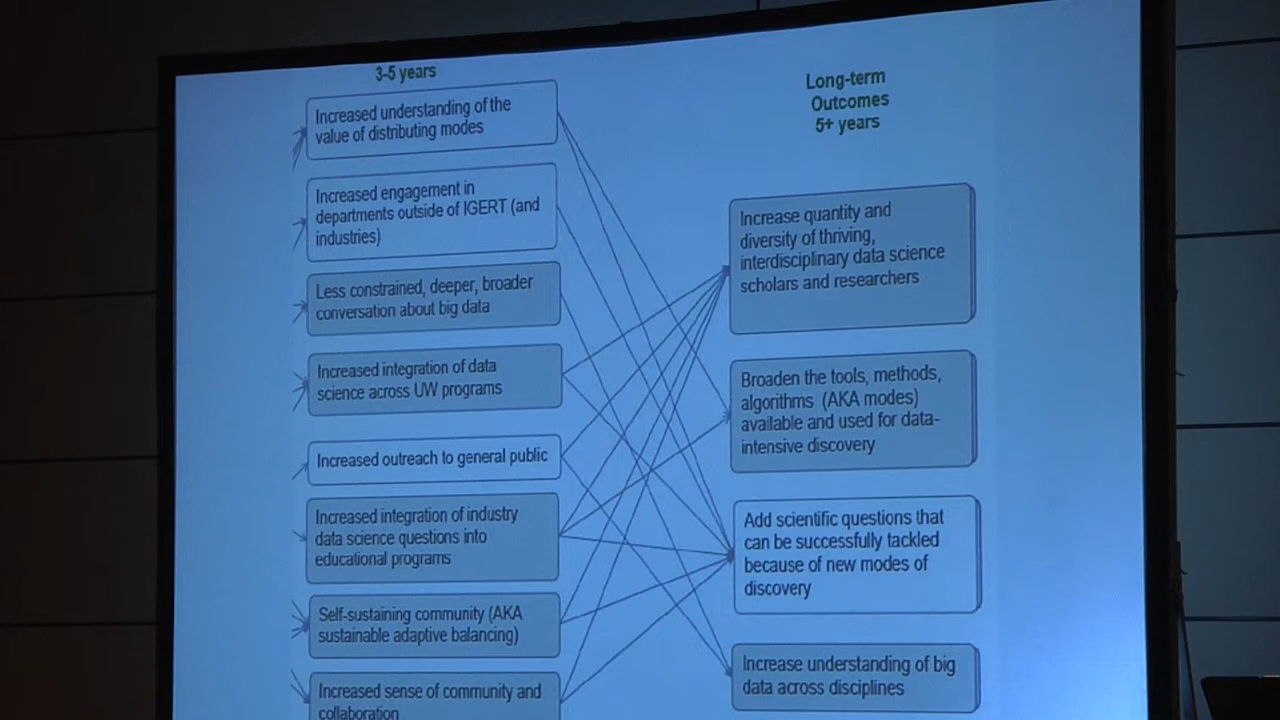 3-5 years
Increased understanding of the
value of distributing modes
Increased engagement in
departments outside of IGERT (and
industries)
Less constrained, deeper, broader
conversation about big data
Increased integration of data
science across UW programs
Increased outreach to general public
Increased integration of industry
data science questions into
educational programs
Self-sustaining community (AKA
sustainable adaptive balancing)
Increased sense of community and
collaboration
Long-term
Outcomes
5+ years
Increase quantity and
diversity of thriving,
interdisciplinary data science
scholars and researchers
Broaden the tools, methods,
algorithms (AKA modes)
available and used for data-
intensive discovery
Add scientific questions that
can be successfully tackled
because of new modes of
discovery
Increase understanding of big
data across disciplines